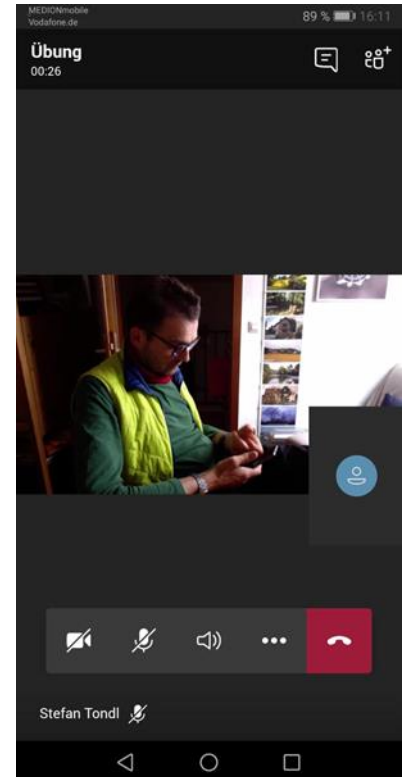 MEDIONmobile
Vodafone.de
89 % 16:11
Übung
00:26
Stefan Tondl